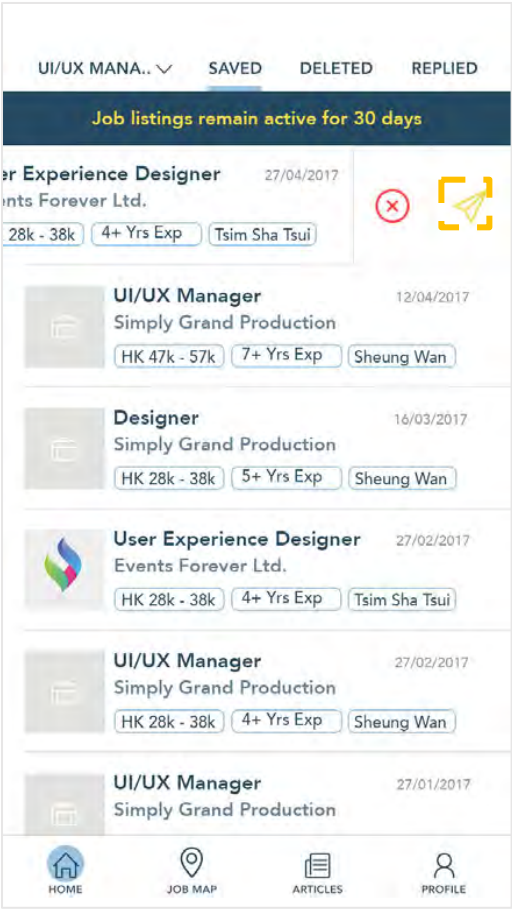 UI/UX MANA.. SAVED DELETED REPLIED
Job listings remain active for 30 days
er Experience Designer 27/04/2017
ents Forever Ltd.
28k - 38k 4+ Yrs Exp Tsim Sha Tsui
UI/UX Manager 12/04/2017
Simply Grand Production
HK 47k - 57k 7+ Yrs Exp Sheung Wan
Designer 16/03/2017
Simply Grand Production
HK 28k - 38k 5+ Yrs Exp Sheung Wan
User Experience Designer 27/02/2017
Events Forever Ltd.
HK 28k - 38k 4+ Yrs Exp Tsim Sha Tsui
UI/UX Manager 27/02/2017
Simply Grand Production
HK 28k - 38k 4+ Yrs Exp Sheung Wan
UI/UX Manager 27/01/2017
Simply Grand Production
HOME JOB MAP ARTICLES PROFILE